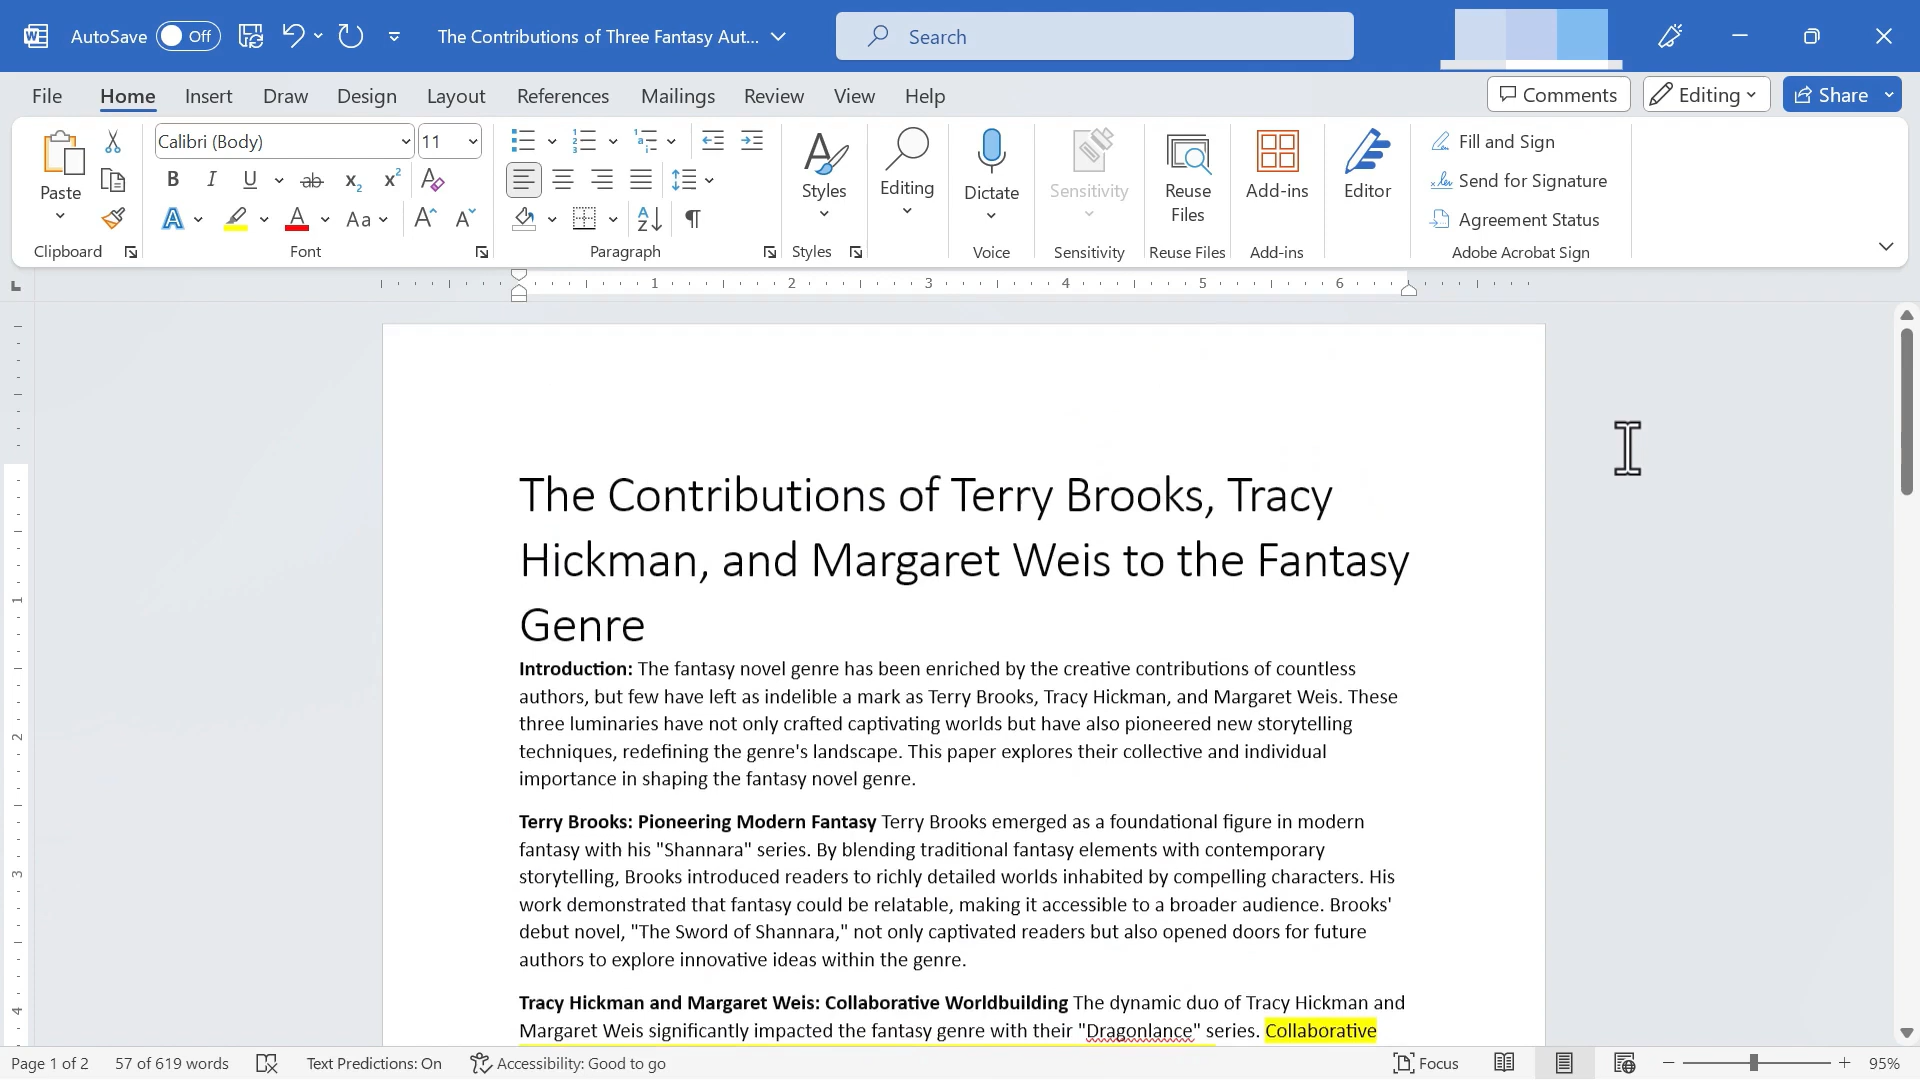 AutoSave Off The Contributions of Three Fantasy Aut... Search
File Home Insert Draw Design Layout References Mailings Review View Help Comments Editing Share
Calibri (Body) 11
Paste
Styles
Editing
Dictate
Sensitivity
Reuse
Files
Add-ins
Editor
Fill and Sign
Send for Signature
Agreement Status
Clipboard Font Paragraph Styles Voice Sensitivity Reuse Files Add-ins Adobe Acrobat Sign
1 2 3 4 5 6
The Contributions of Terry Brooks, Tracy
Hickman, and Margaret Weis to the Fantasy
Genre
Introduction: The fantasy novel genre has been enriched by the creative contributions of countless
authors, but few have left as indelible a mark as Terry Brooks, Tracy Hickman, and Margaret Weis. These
three luminaries have not only crafted captivating worlds but have also pioneered new storytelling
techniques, redefining the genre's landscape. This paper explores their collective and individual
importance in shaping the fantasy novel genre.
Terry Brooks: Pioneering Modern Fantasy Terry Brooks emerged as a foundational figure in modern
fantasy with his "Shannara" series. By blending traditional fantasy elements with contemporary
storytelling, Brooks introduced readers to richly detailed worlds inhabited by compelling characters. His
work demonstrated that fantasy could be relatable, making it accessible to a broader audience. Brooks'
debut novel, "The Sword of Shannara," not only captivated readers but also opened doors for future
authors to explore innovative ideas within the genre.
Tracy Hickman and Margaret Weis: Collaborative Worldbuilding The dynamic duo of Tracy Hickman and
Margaret Weis significantly impacted the fantasy genre with their "Dragonlance" series. Collaborative
1
2
3
4
Page 1 of 2 57 of 619 words Text Predictions: On Accessibility: Good to go Focus 95%